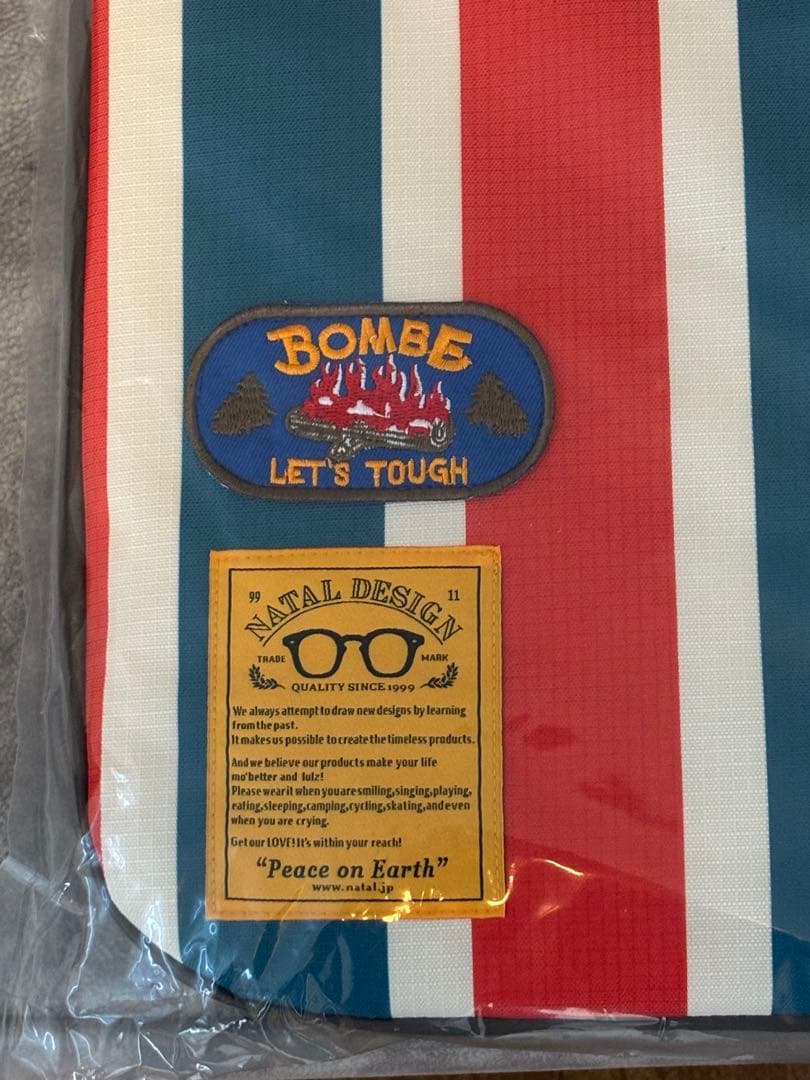 BOMBE
LET'S TOUGH
99 11
NATAL DESIGN
TRADE MARK
QUALITY SINCE 1999
We always attempt to draw new designs by learning
from the past.
It makes us possible to create the timeless products.
And we believe our products make your life
mo'better and lulz!
Please wear it when you are smiling,singing,playing,
eating,sleeping,camping,cycling,skating,and even
when you are crying.
Get our LOVE! It's within your reach!
"Peace on Earth"
www.natal.jp